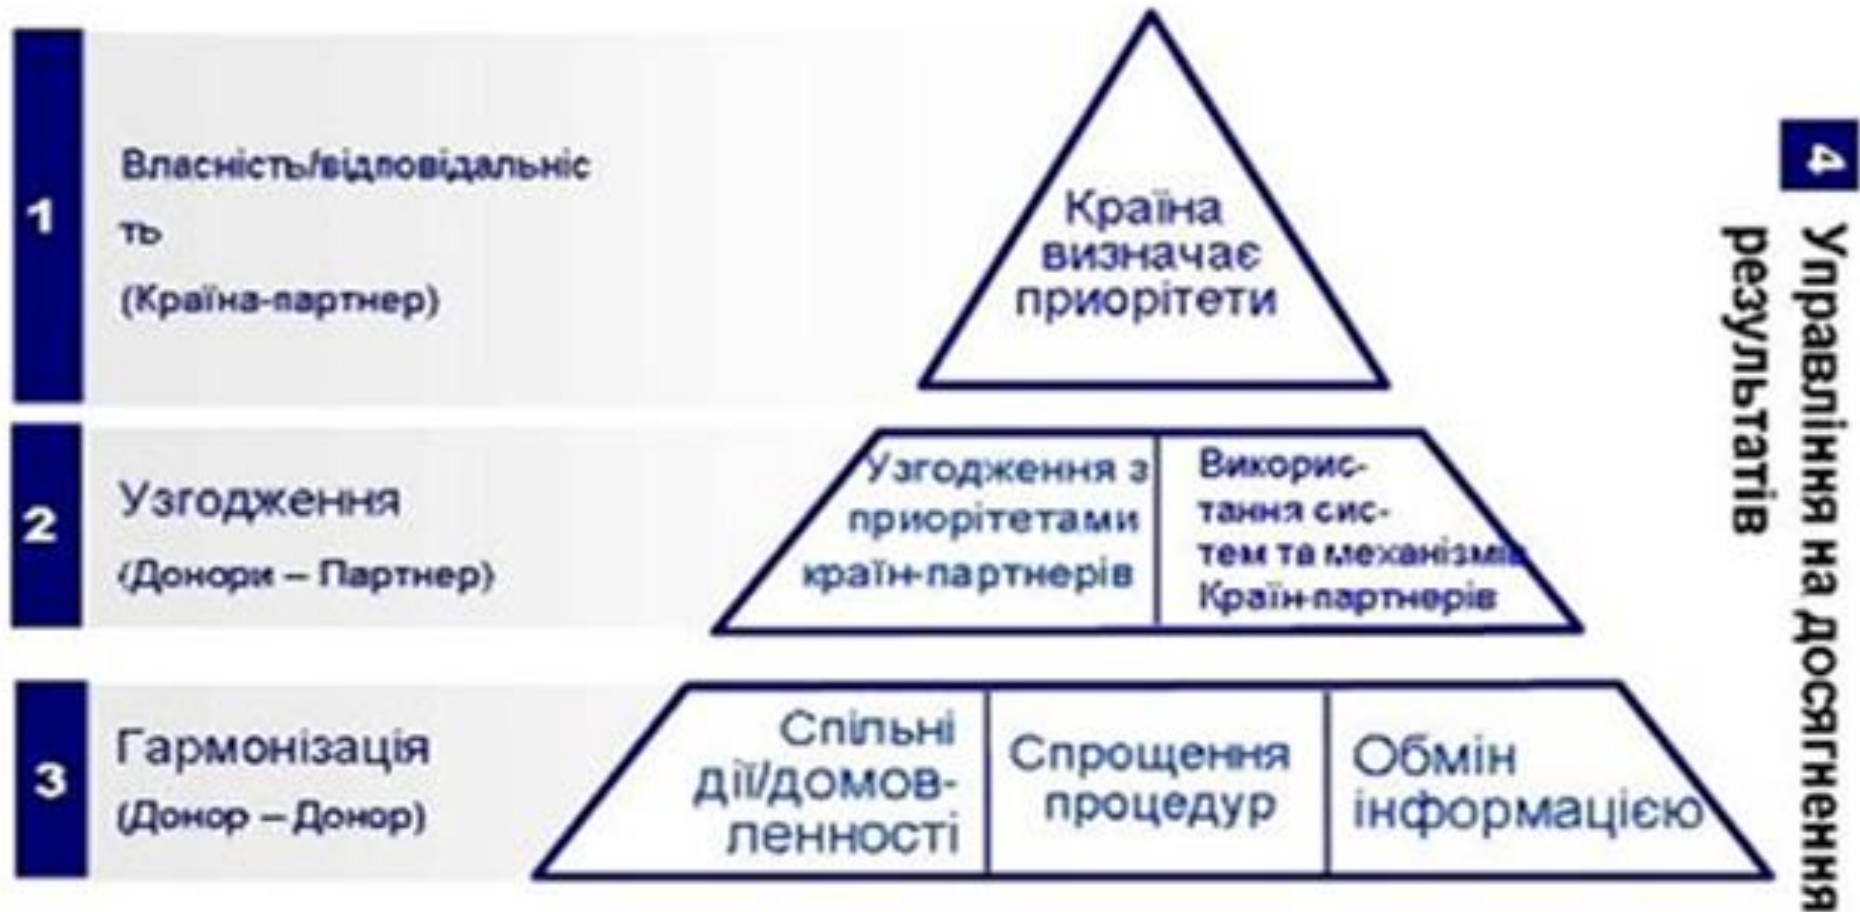 1
Власність/відповідальніс
ть
(Країна-партнер)
Країна
визначає
приорітети
2
Узгодження
(Донори – Партнер)
Узгодження з
приорітетами
країн-партнерів
Викорис-
тання сис-
тем та механізмів
Країн-партнерів
3
Гармонізація
(Донор – Донор)
Спільні
дії/домов-
ленності
Спрощення
процедур
Обмін
інформацією
4
Управління на досягнення
результатів